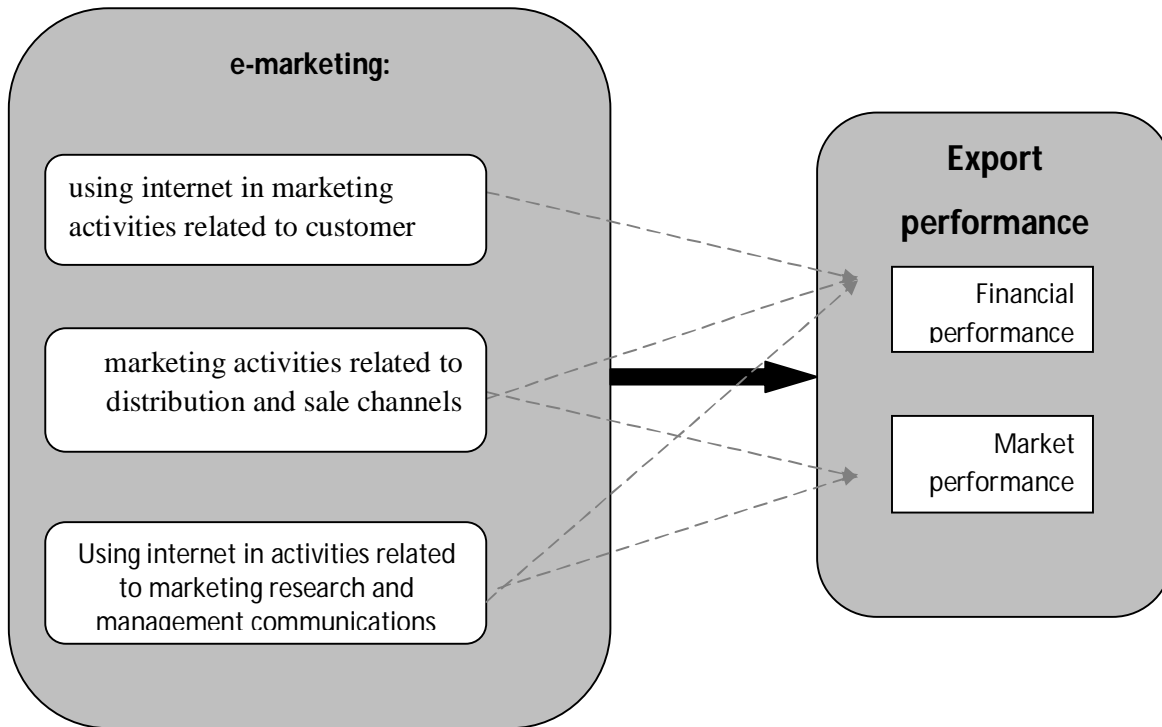 e-marketing:
using internet in marketing
activities related to customer
marketing activities related to
distribution and sale channels
Using internet in activities related
to marketing research and
management communications
Export
performance
Financial
performance
Market
performance